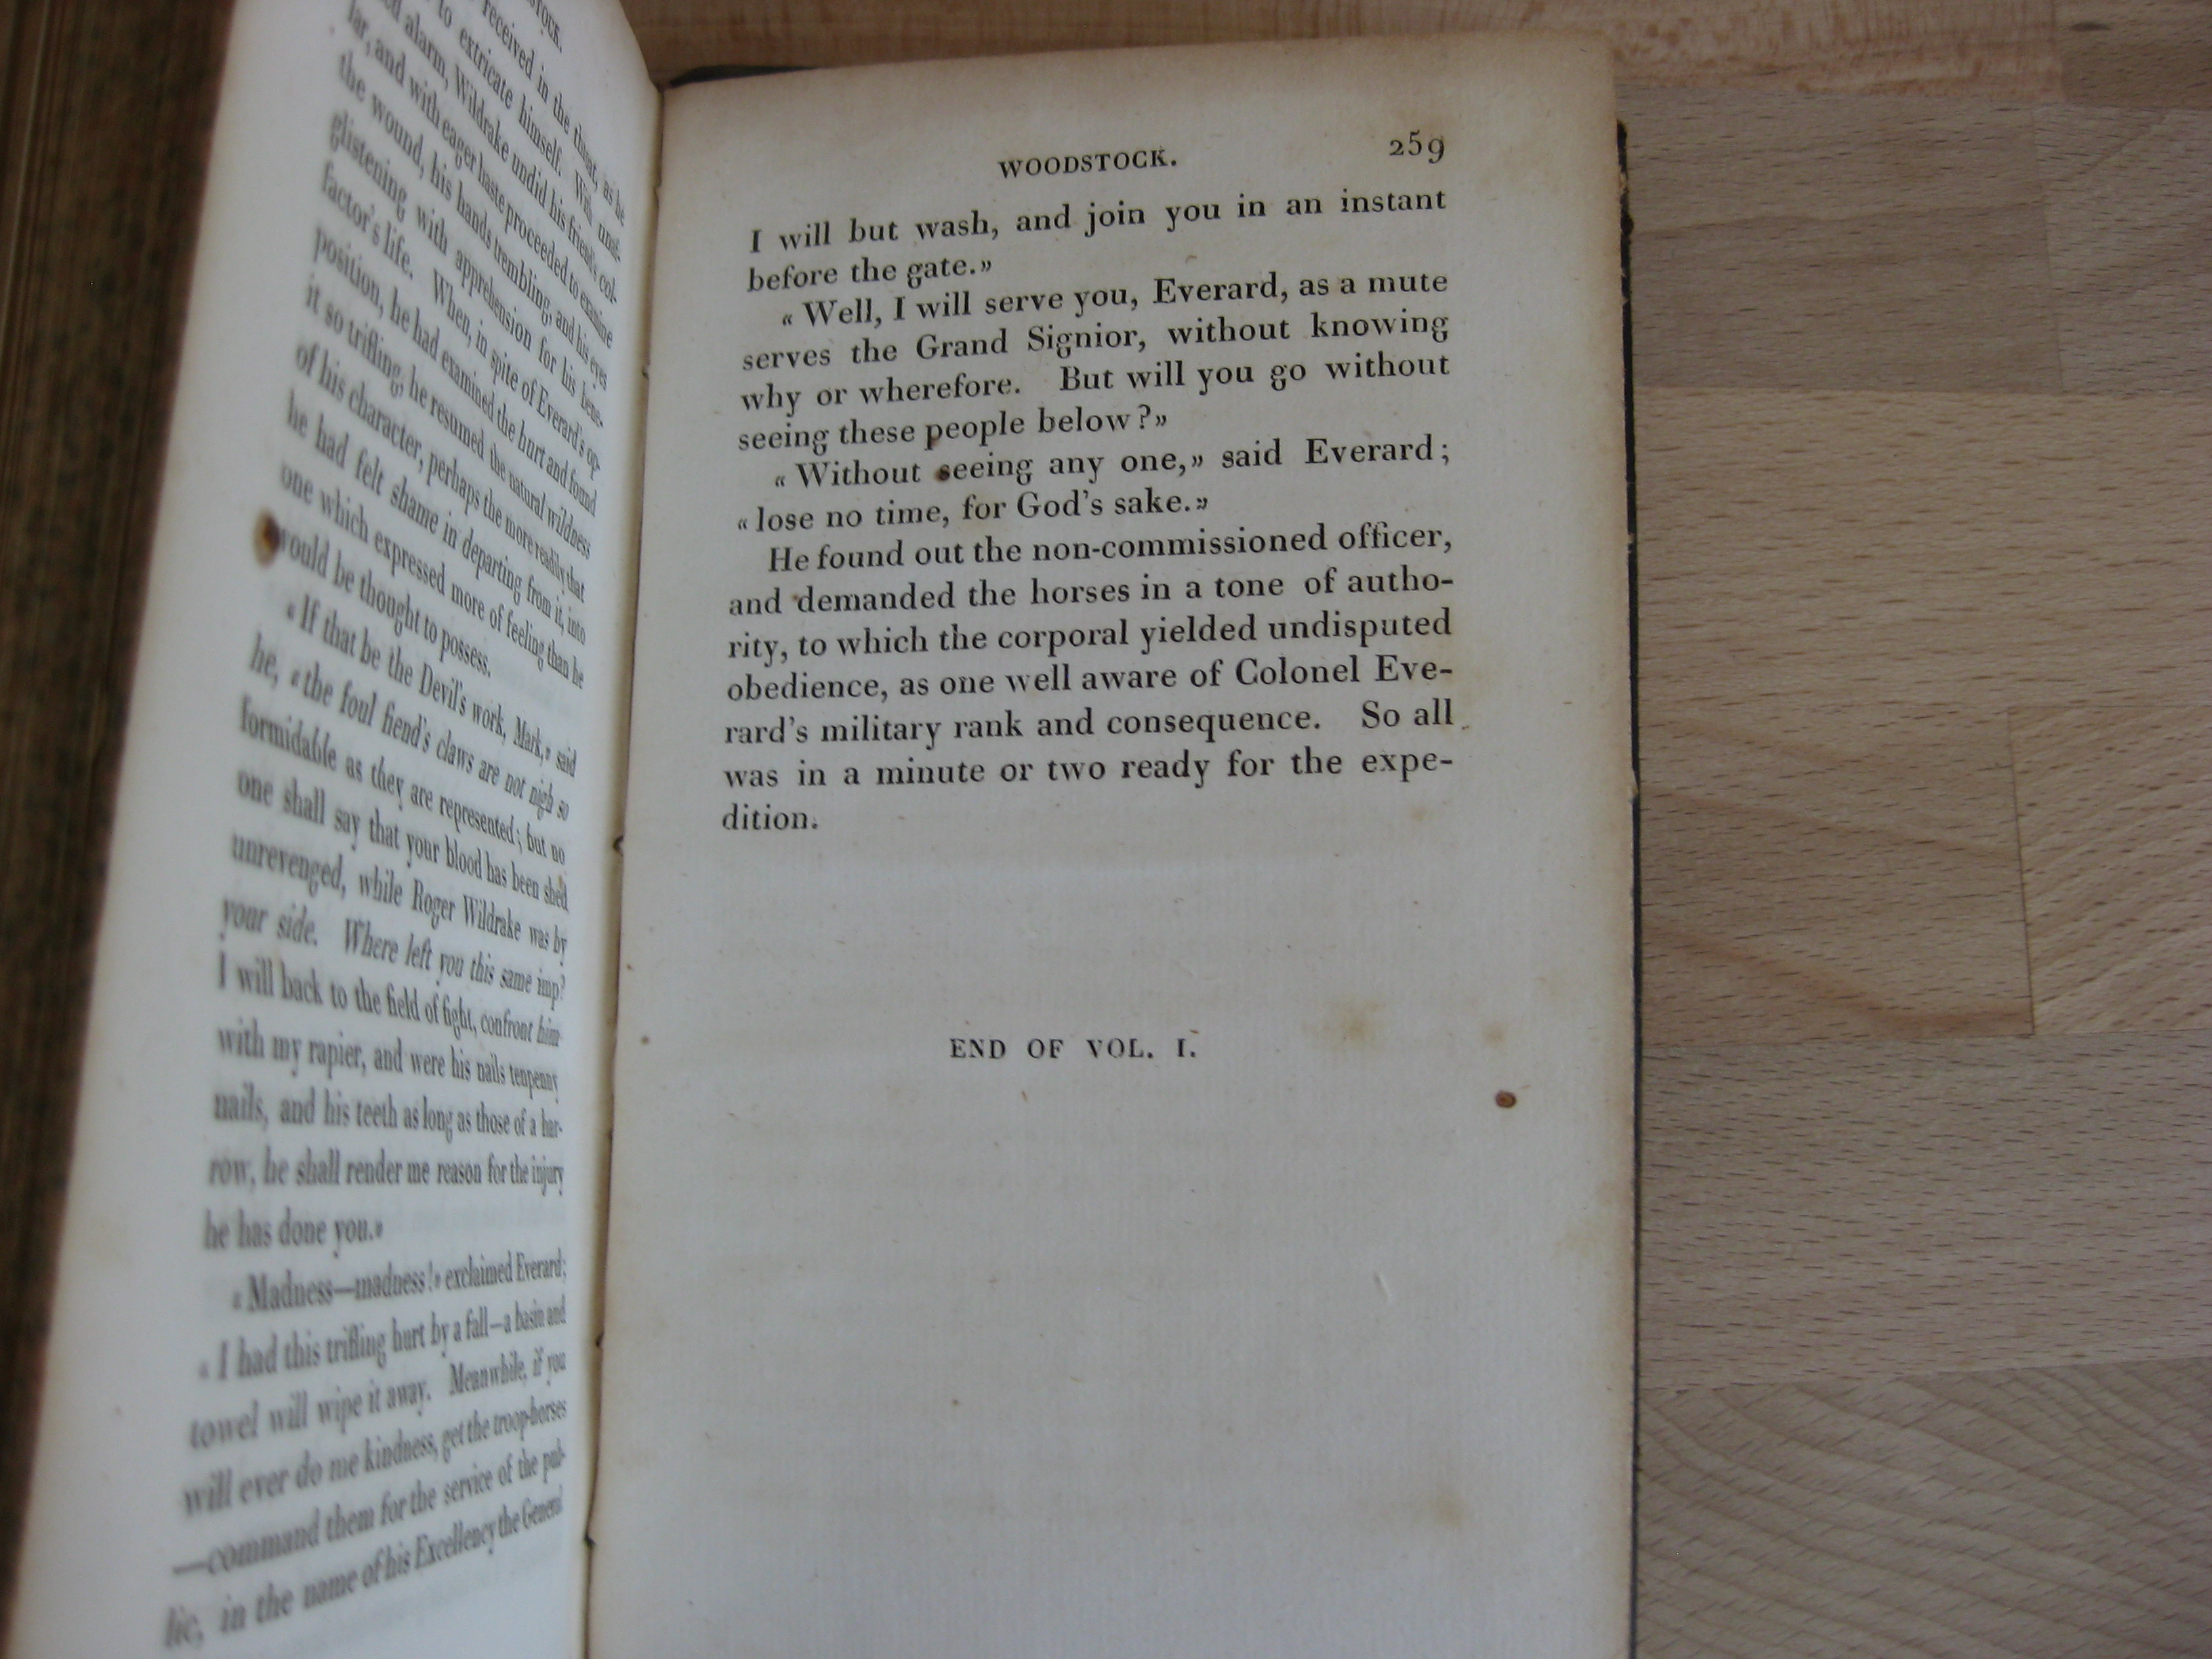 received in the throat, as he
to extricate himself. With unsh-
alarm, Wildrake undid his friend's col-
lar, and with eager haste proceeded to examine
the wound, his hands trembling, and his eyes
glistening with apprehension for his bene-
factor's life. When, in spite of Everard's op-
position, he had examined the hurt and found
it so trifling, he resumed the natural wildness
of his character, perhaps the more readily that
he had felt shame in departing from it, into
one which expressed more of feeling than he
would be thought to possess.
« If that be the Devil's work, Mark,» said
he, « the foul fiend's claws are not nigh so
formidable as they are represented; but no
one shall say that your blood has been shed
unrevenged, while Roger Wildrake was by
your side. Where left you this same imp?
I will back to the field of fight, confront him
with my rapier, and were his nails tenpenny
nails, and his teeth as long as those of a har-
row, he shall render me reason for the injury
he has done you.»
« Madness—madness!» exclaimed Everard;
« I had this trifling hurt by a fall—a basin and
towel will wipe it away. Meanwhile, if you
will ever do me kindness, get the troop-horses
—command them for the service of the pub-
lic, in the name of his Excellency the General
WOODSTOCK. 259
I will but wash, and join you in an instant
before the gate.»
« Well, I will serve you, Everard, as a mute
serves the Grand Signior, without knowing
why or wherefore. But will you go without
seeing these people below?»
« Without seeing any one,» said Everard;
« lose no time, for God's sake.»
He found out the non-commissioned officer,
and demanded the horses in a tone of autho-
rity, to which the corporal yielded undisputed
obedience, as one well aware of Colonel Eve-
rard's military rank and consequence. So all
was in a minute or two ready for the expe-
dition.
END OF VOL. I.